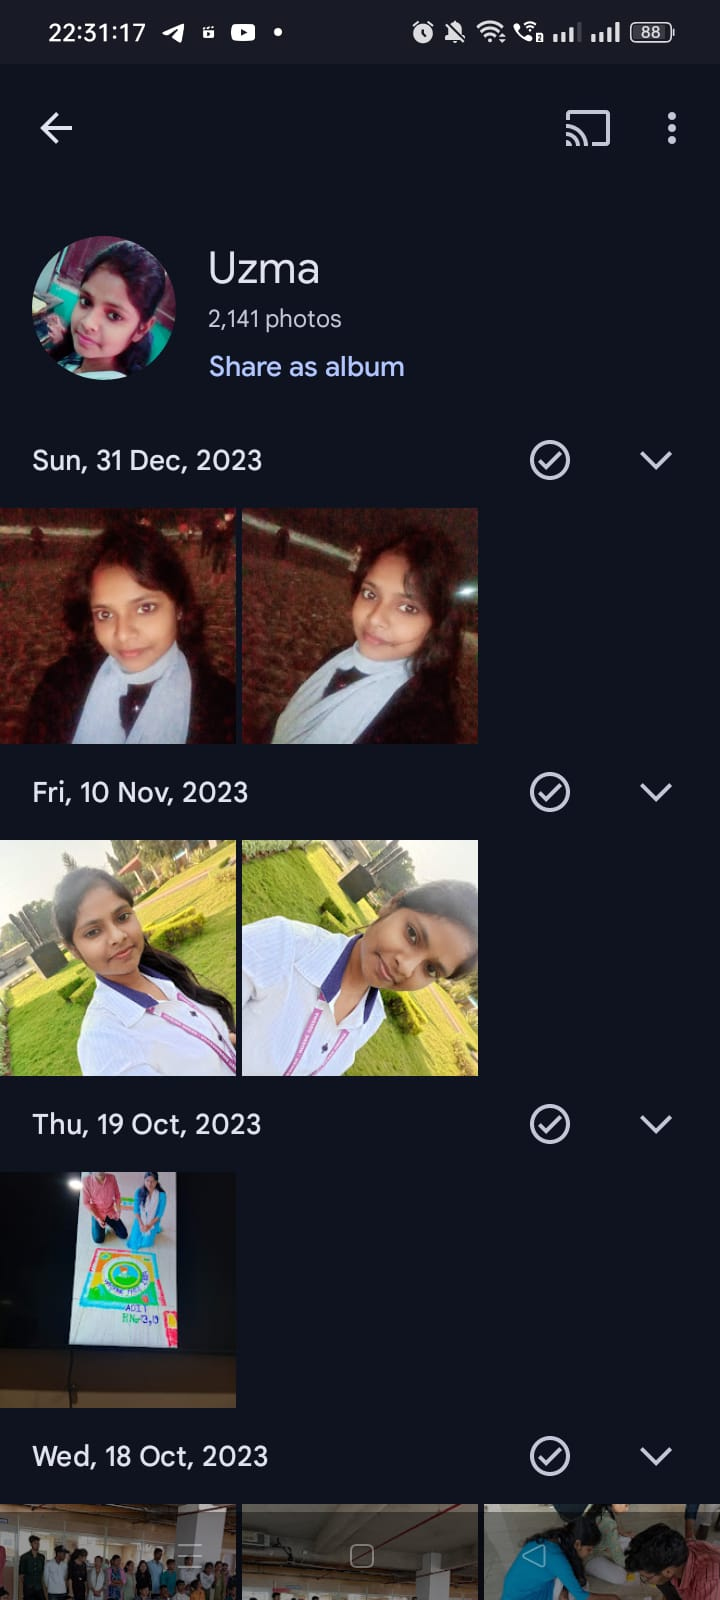 22:31:17
88
Uzma
2,141 photos
Share as album
Sun, 31 Dec, 2023
Fri, 10 Nov, 2023
Thu, 19 Oct, 2023
Wed, 18 Oct, 2023